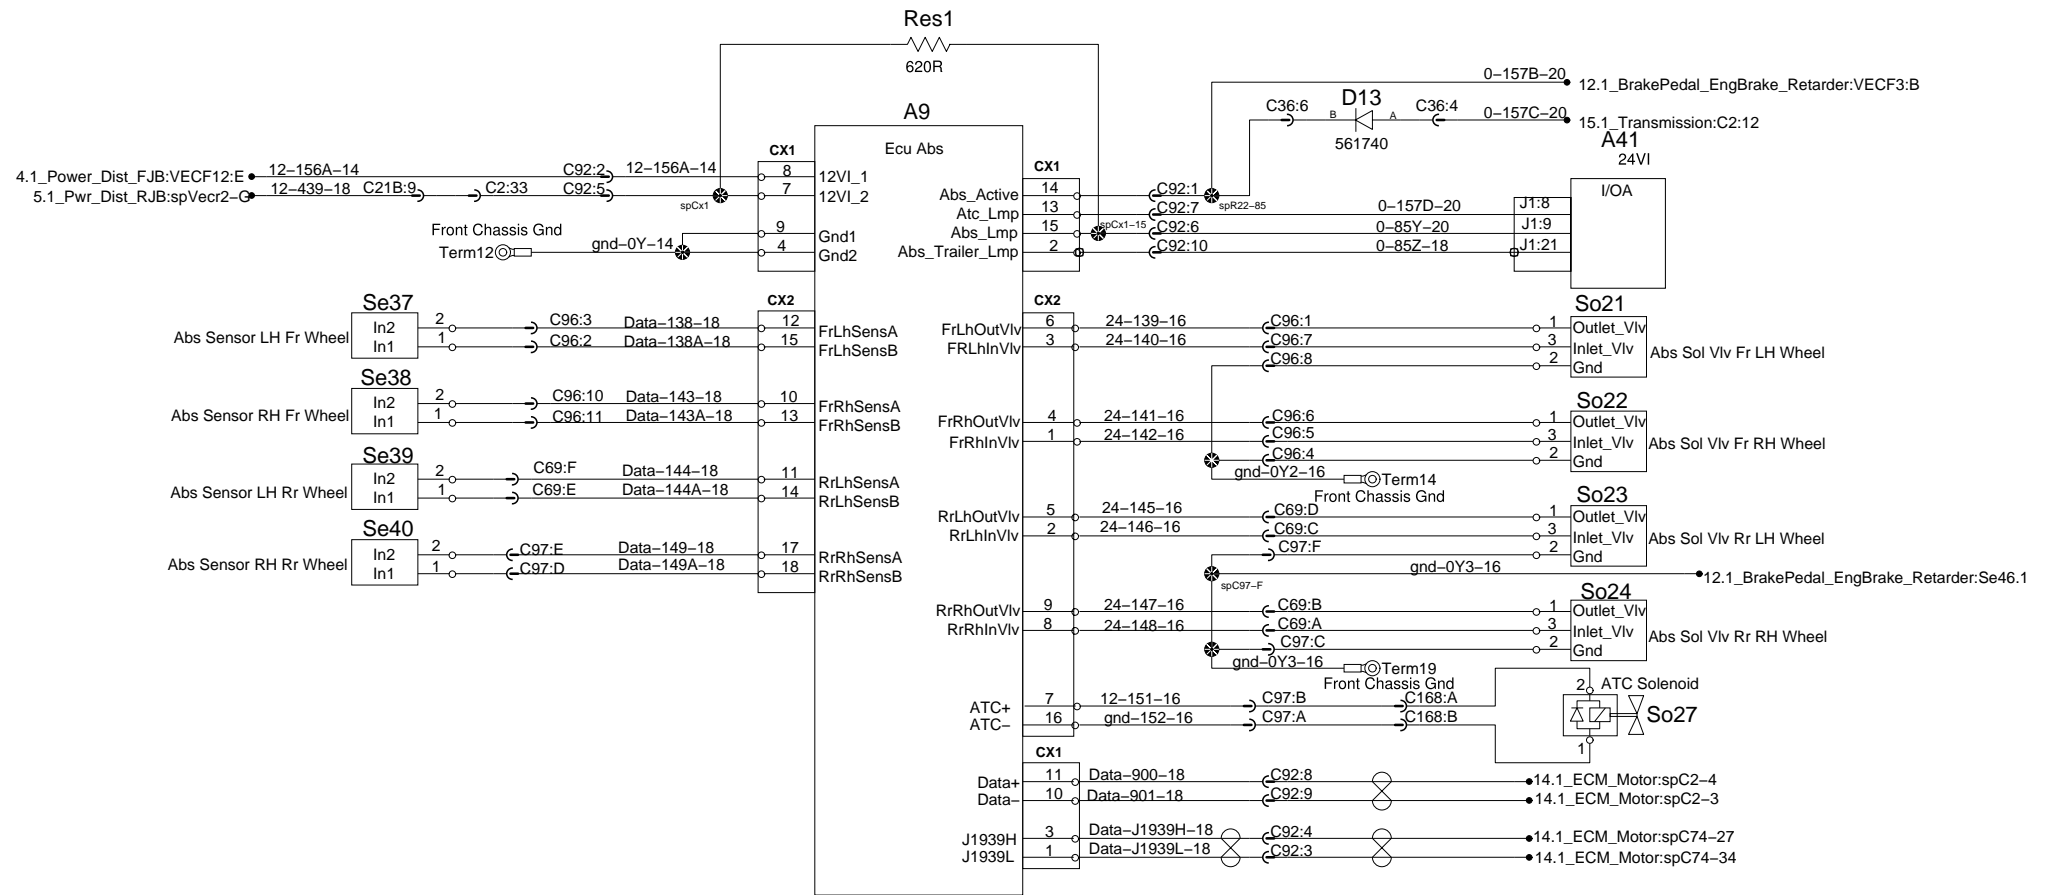 Res1
620R
0-157B-20
12.1_BrakePedal_EngBrake_Retarder:VECF3:B
C36:6
D13
B
A
561740
C36:4
0-157C-20
15.1_Transmission:C2:12
A9
Ecu Abs
A41
24VI
I/OA
4.1_Power_Dist_FJB:VECF12:E
12-156A-14
C92:2
12-156A-14
CX1
8
12VI_1
5.1_Pwr_Dist_RJB:spVecr2-G
12-439-18
C21B:9
C2:33
C92:5
spCx1
7
12VI_2
Front Chassis Gnd
Term12
gnd-0Y-14
9
Gnd1
4
Gnd2
CX1
Abs_Active
14
C92:1
spR22-85
Atc_Lmp
13
C92:7
0-157D-20
J1:8
Abs_Lmp
15
spCx1-15
C92:6
0-85Y-20
J1:9
Abs_Trailer_Lmp
2
C92:10
0-85Z-18
J1:21
Se37
Abs Sensor LH Fr Wheel
In2
2
C96:3
Data-138-18
CX2
12
FrLhSensA
In1
1
C96:2
Data-138A-18
15
FrLhSensB
Se38
Abs Sensor RH Fr Wheel
In2
2
C96:10
Data-143-18
10
FrRhSensA
In1
1
C96:11
Data-143A-18
13
FrRhSensB
Se39
Abs Sensor LH Rr Wheel
In2
2
C69:F
Data-144-18
11
RrLhSensA
In1
1
C69:E
Data-144A-18
14
RrLhSensB
Se40
Abs Sensor RH Rr Wheel
In2
2
C97:E
Data-149-18
17
RrRhSensA
In1
1
C97:D
Data-149A-18
18
RrRhSensB
CX2
So21
FrLhOutVlv
6
24-139-16
C96:1
1
Outlet_Vlv
FRLhInVlv
3
24-140-16
C96:7
3
Inlet_Vlv
C96:8
2
Gnd
Abs Sol Vlv Fr LH Wheel
So22
FrRhOutVlv
4
24-141-16
C96:6
1
Outlet_Vlv
FrRhInVlv
1
24-142-16
C96:5
3
Inlet_Vlv
C96:4
2
Gnd
Abs Sol Vlv Fr RH Wheel
gnd-0Y2-16
Term14
Front Chassis Gnd
So23
RrLhOutVlv
5
24-145-16
C69:D
1
Outlet_Vlv
RrLhInVlv
2
24-146-16
C69:C
3
Inlet_Vlv
C97:F
2
Gnd
Abs Sol Vlv Rr LH Wheel
spC97-F
gnd-0Y3-16
12.1_BrakePedal_EngBrake_Retarder:Se46.1
So24
RrRhOutVlv
9
24-147-16
C69:B
1
Outlet_Vlv
RrRhInVlv
8
24-148-16
C69:A
3
Inlet_Vlv
C97:C
2
Gnd
Abs Sol Vlv Rr RH Wheel
gnd-0Y3-16
Term19
Front Chassis Gnd
ATC+
7
12-151-16
C97:B
C168:A
ATC-
16
gnd-152-16
C97:A
C168:B
2
ATC Solenoid
So27
1
CX1
Data+
11
Data-900-18
C92:8
14.1_ECM_Motor:spC2-4
Data-
10
Data-901-18
C92:9
14.1_ECM_Motor:spC2-3
J1939H
3
Data-J1939H-18
C92:4
14.1_ECM_Motor:spC74-27
J1939L
1
Data-J1939L-18
C92:3
14.1_ECM_Motor:spC74-34